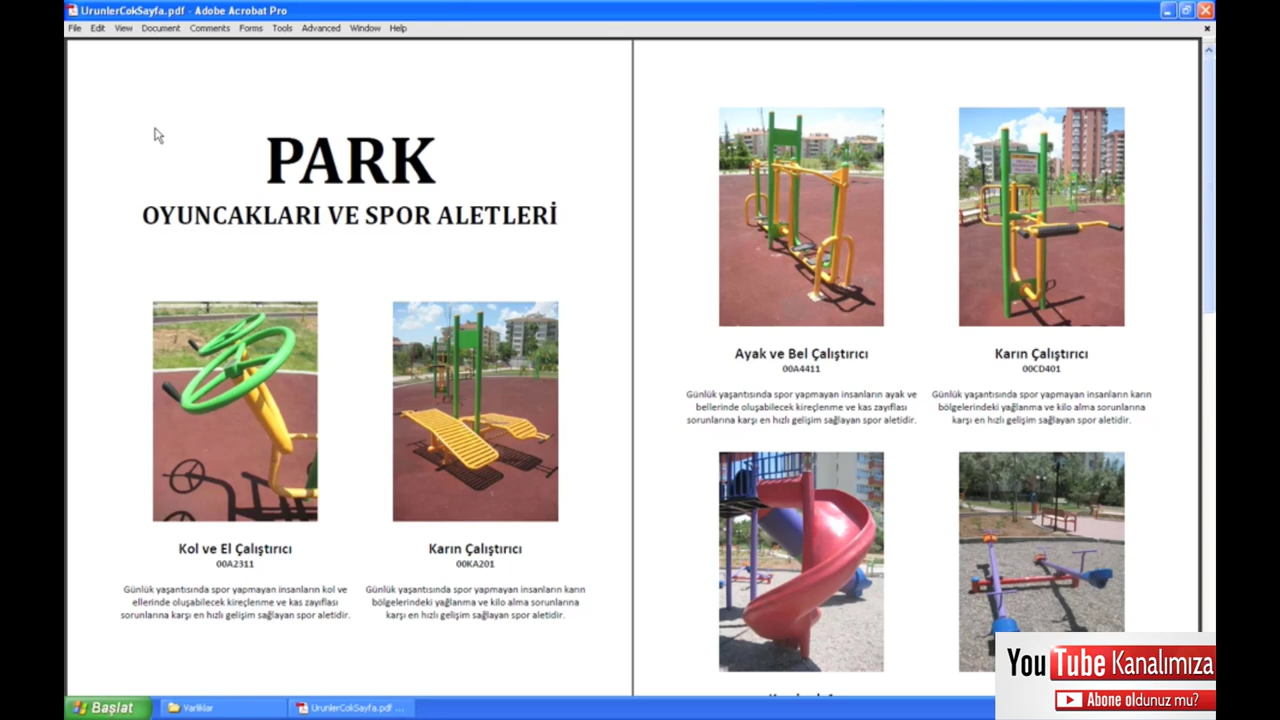 UrunlerCokSayfa.pdf - Adobe Acrobat Pro
File Edit View Document Comments Forms Tools Advanced Window Help
PARK
OYUNCAKLARI VE SPOR ALETLERİ
Kol ve El Çalıştırıcı
00A2311
Günlük yaşantısında spor yapmayan insanların kol ve
ellerinde oluşabilecek kireçlenme ve kas zayıflası
sorunlarına karşı en hızlı gelişim sağlayan spor aletidir.
Karın Çalıştırıcı
00KA201
Günlük yaşantısında spor yapmayan insanların karın
bölgelerindeki yağlanma ve kilo alma sorunlarına
karşı en hızlı gelişim sağlayan spor aletidir.
Ayak ve Bel Çalıştırıcı
00A4411
Günlük yaşantısında spor yapmayan insanların ayak ve
bellerinde oluşabilecek kireçlenme ve kas zayıflası
sorunlarına karşı en hızlı gelişim sağlayan spor aletidir.
Karın Çalıştırıcı
00CD401
Günlük yaşantısında spor yapmayan insanların karın
bölgelerindeki yağlanma ve kilo alma sorunlarına
karşı en hızlı gelişim sağlayan spor aletidir.
YouTube Kanalımıza
Abone oldunuz mu?
Başlat
Varlıklar
UrunlerCokSayfa.pdf ...